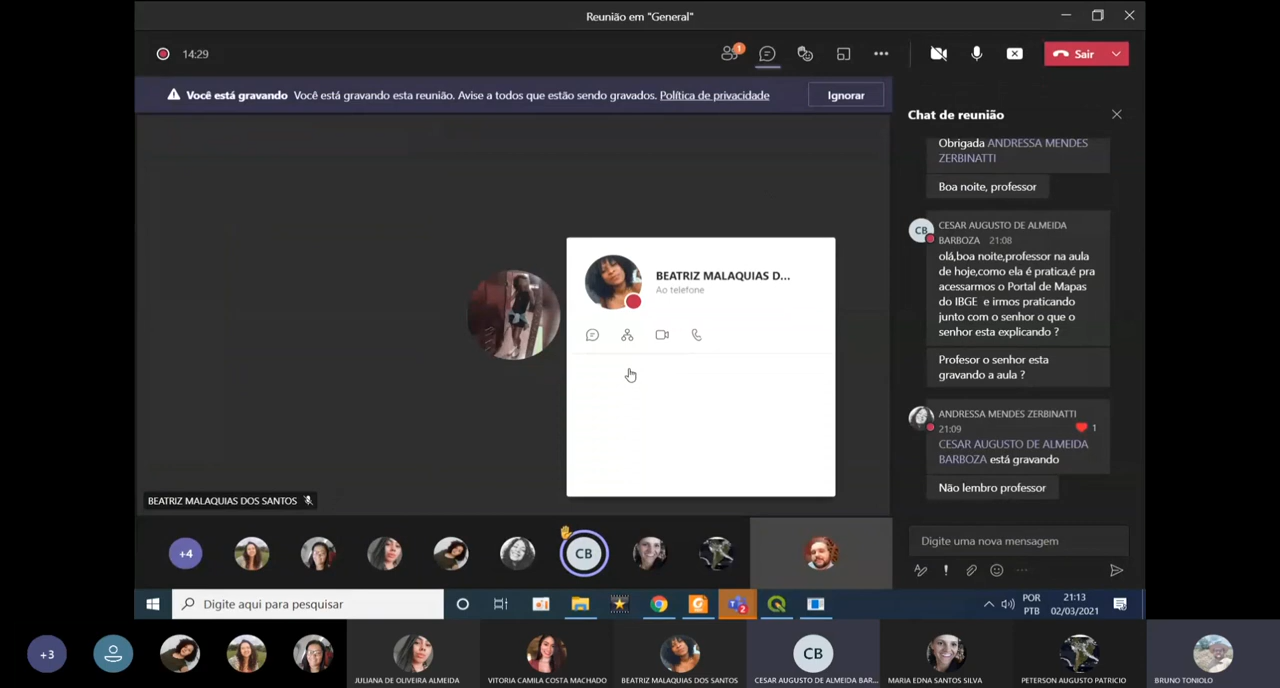 Reunião em "General"
14:29
1
Sair
Você está gravando Você está gravando esta reunião. Avise a todos que estão sendo gravados. Política de privacidade
Ignorar
Chat de reunião
Obrigada ANDRESSA MENDES
ZERBINATTI
Boa noite, professor
CB
CESAR AUGUSTO DE ALMEIDA
BARBOZA 21:08
olá,boa noite,professor na aula
de hoje,como ela é pratica,é pra
acessarmos o Portal de Mapas
do IBGE e irmos praticando
junto com o senhor o que o
senhor esta explicando ?
Profesor o senhor esta
gravando a aula ?
ANDRESSA MENDES ZERBINATTI
21:09
1
CESAR AUGUSTO DE ALMEIDA
BARBOZA está gravando
Não lembro professor
Digite uma nova mensagem
BEATRIZ MALAQUIAS D...
Ao telefone
BEATRIZ MALAQUIAS DOS SANTOS
+4
CB
Digite aqui para pesquisar
2
POR
PTB
21:13
02/03/2021
+3
JULIANA DE OLIVEIRA ALMEIDA
VITORIA CAMILA COSTA MACHADO
BEATRIZ MALAQUIAS DOS SANTOS
CB
CESAR AUGUSTO DE ALMEIDA BAR...
MARIA EDNA SANTOS SILVA
PETERSON AUGUSTO PATRICIO
BRUNO TONIOLO